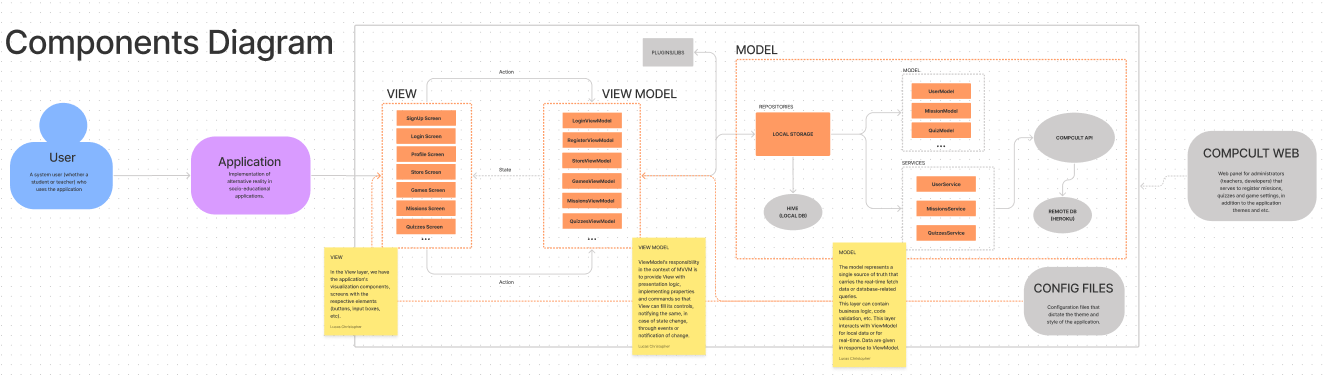 Components Diagram
User
A system user (whether a
student or teacher) who
uses the application
Application
Implementation of
alternative reality in
socio-educational
applications.
Action
VIEW
SignUp Screen
Login Screen
Profile Screen
Store Screen
Games Screen
Missions Screen
Quizzes Screen
...
State
Action
VIEW MODEL
LoginViewModel
RegisterViewModel
StoreViewModel
GamesViewModel
MissionsViewModel
QuizzesViewModel
...
PLUGINS/LIBS
MODEL
REPOSITORIES
LOCAL STORAGE
HIVE
(LOCAL DB)
MODEL
UserModel
MissionModel
QuizModel
...
SERVICES
UserService
MissionsService
QuizzesService
COMPCULT API
REMOTE DB
(HEROKU)
COMPCULT WEB
Web panel for administrators
(teachers, developers) that
serve to register missions,
quizzes and game settings, in
addition to the application
themes and etc.
CONFIG FILES
Configuration files that
dictate the theme and
style of the application.
VIEW
In the View layer, we have
the application's
visualization components,
screens with the
respective elements
(buttons, input boxes,
etc).
Lucas Christopher
VIEW MODEL
ViewModel's responsibility
in the context of MVVM is
to provide View with
presentation logic,
implementing properties
and commands so that
View can fill its controls,
notifying the same, in
case of state change,
through events or
notification of change.
Lucas Christopher
MODEL
The model represents a
single source of truth that
carries the real-time fetch
data or database-related
queries.
This layer can contain
business logic, code
validation, etc. This layer
interacts with ViewModel
for local data or for
real-time. Data are given
in response to ViewModel.
Lucas Christopher